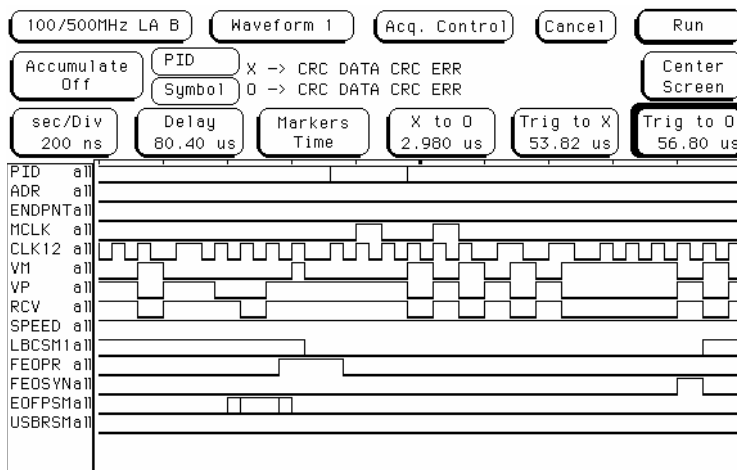 100/500MHz LA B Waveform 1 Acq. Control Cancel Run
Accumulate Off PID X -> CRC DATA CRC ERR Center Screen
Symbol O -> CRC DATA CRC ERR
sec/Div Delay Markers X to O Trig to X Trig to O
200 ns 80.40 us Time 2.980 us 53.82 us 56.80 us
PID all
ADR all
ENDPNTall
MCLK all
CLK12 all
VM all
VP all
RCV all
SPEED all
LBCSM1all
FEOPR all
FEOSYNall
EOFPSMall
USBRSMall